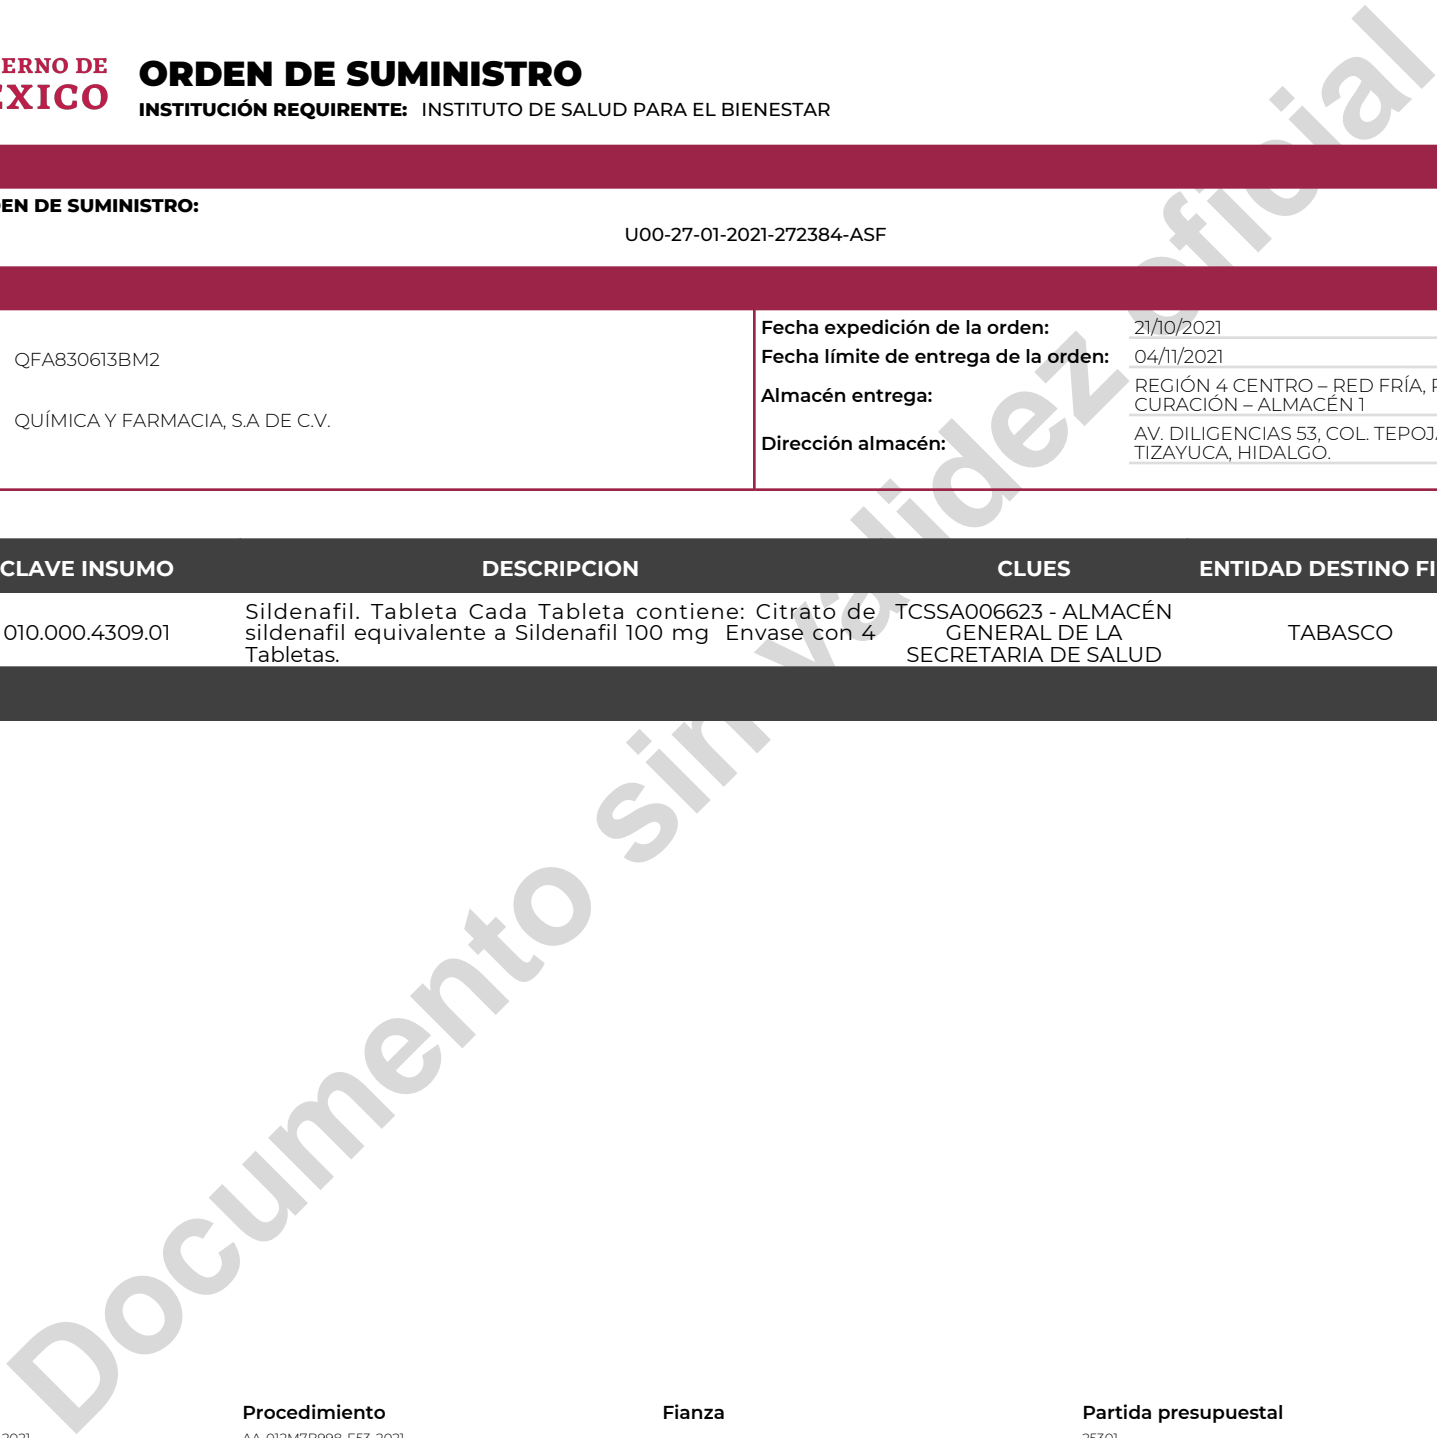 ERNO DE
ORDEN DE SUMINISTRO
INSTITUCIÓN REQUIRENTE: INSTITUTO DE SALUD PARA EL BIENESTAR
DE SUMINISTRO:
U00-27-01-2021-272384-ASF
QFA830613BM2
QUÍMICA Y FARMACIA, S.A DE C.V.
Fecha expedición de la orden: 21/10/2021
Fecha límite de entrega de la orden: 04/11/2021
Almacén entrega: REGIÓN 4 CENTRO – RED FRÍA,
CURACIÓN – ALMACÉN 1
Dirección almacén: AV. DILIGENCIAS 53, COL.
TIZAYUCA, HIDALGO.
CLAVE INSUMO DESCRIPCION CLUES ENTIDAD DESTINO
010.000.4309.01
Sildenafil. Tableta Cada Tableta contiene: Citrato de
sildenafil equivalente a Sildenafil 100 mg Envase con 4
Tabletas.
TCSSA006623 - ALMACÉN
GENERAL DE LA
SECRETARIA DE SALUD
TABASCO
Documento sin validez oficial
Procedimiento Fianza Partida presupuestal